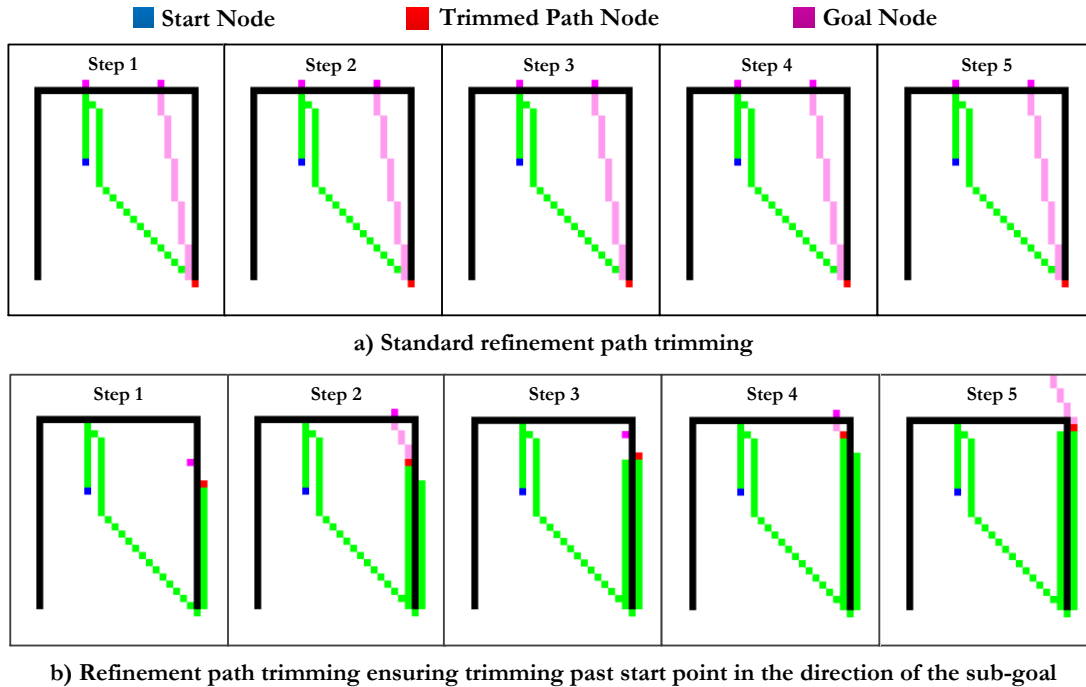 Start Node
Trimmed Path Node
Goal Node
Step 1
Step 2
Step 3
Step 4
Step 5
a) Standard refinement path trimming
Step 1
Step 2
Step 3
Step 4
Step 5
b) Refinement path trimming ensuring trimming past start point in the direction of the sub-goal